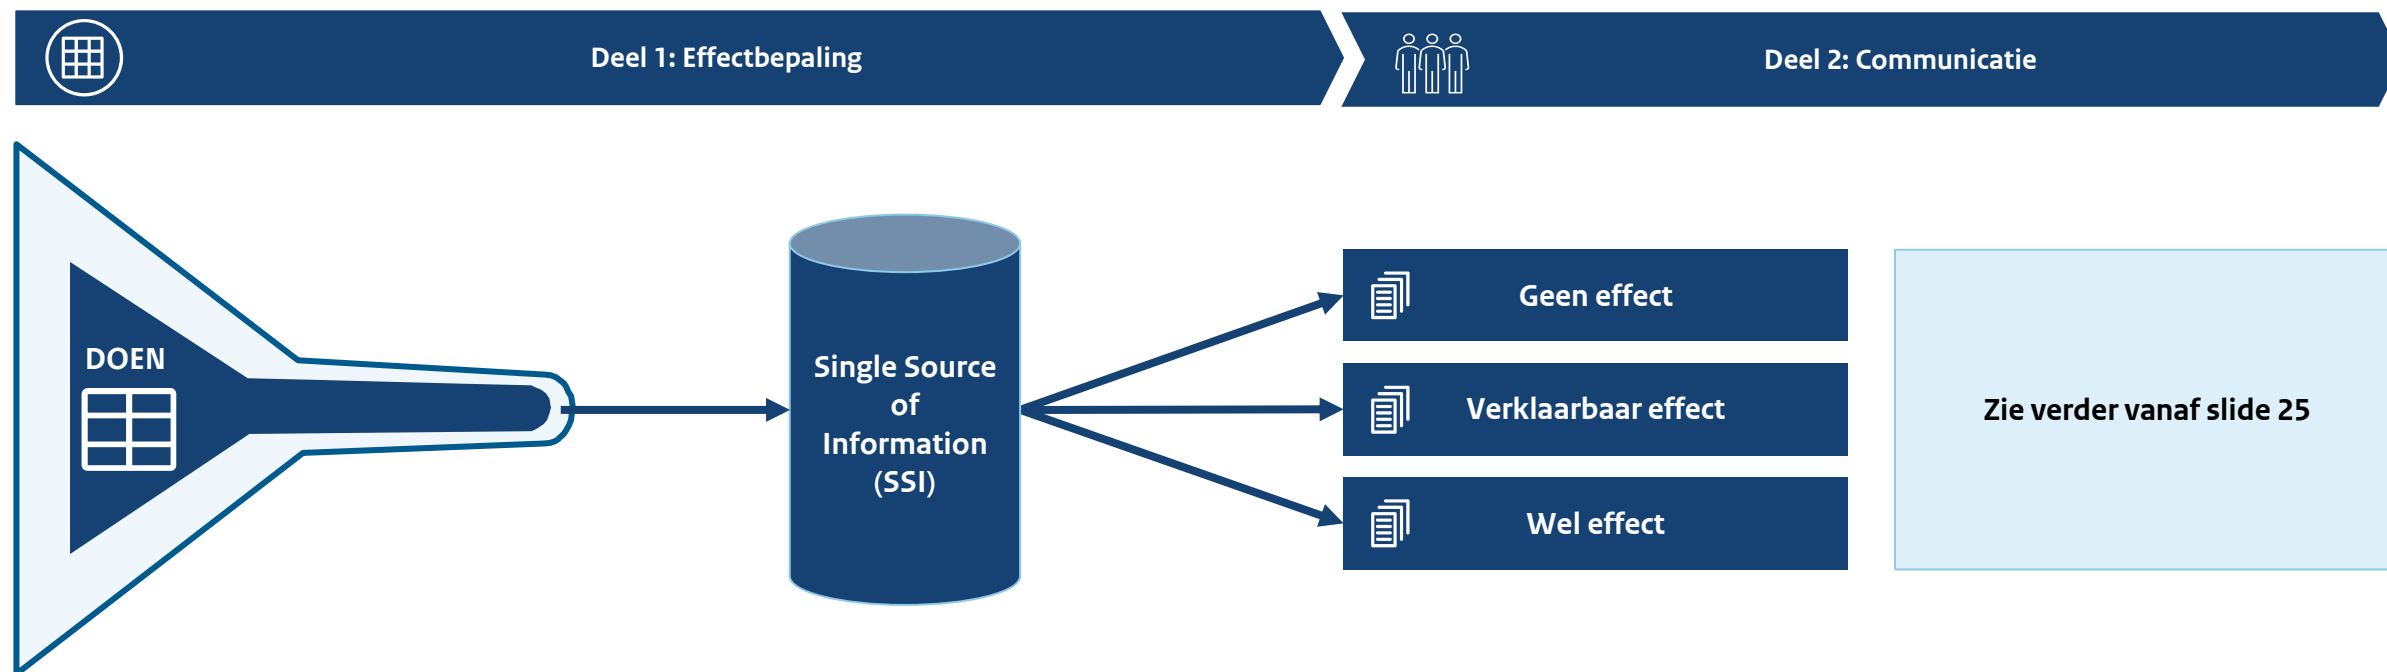 Deel 1: Effectbepaling
Deel 2: Communicatie
DOEN
Single Source
of
Information
(SSI)
Geen effect
Verklaarbaar effect
Wel effect
Zie verder vanaf slide 25